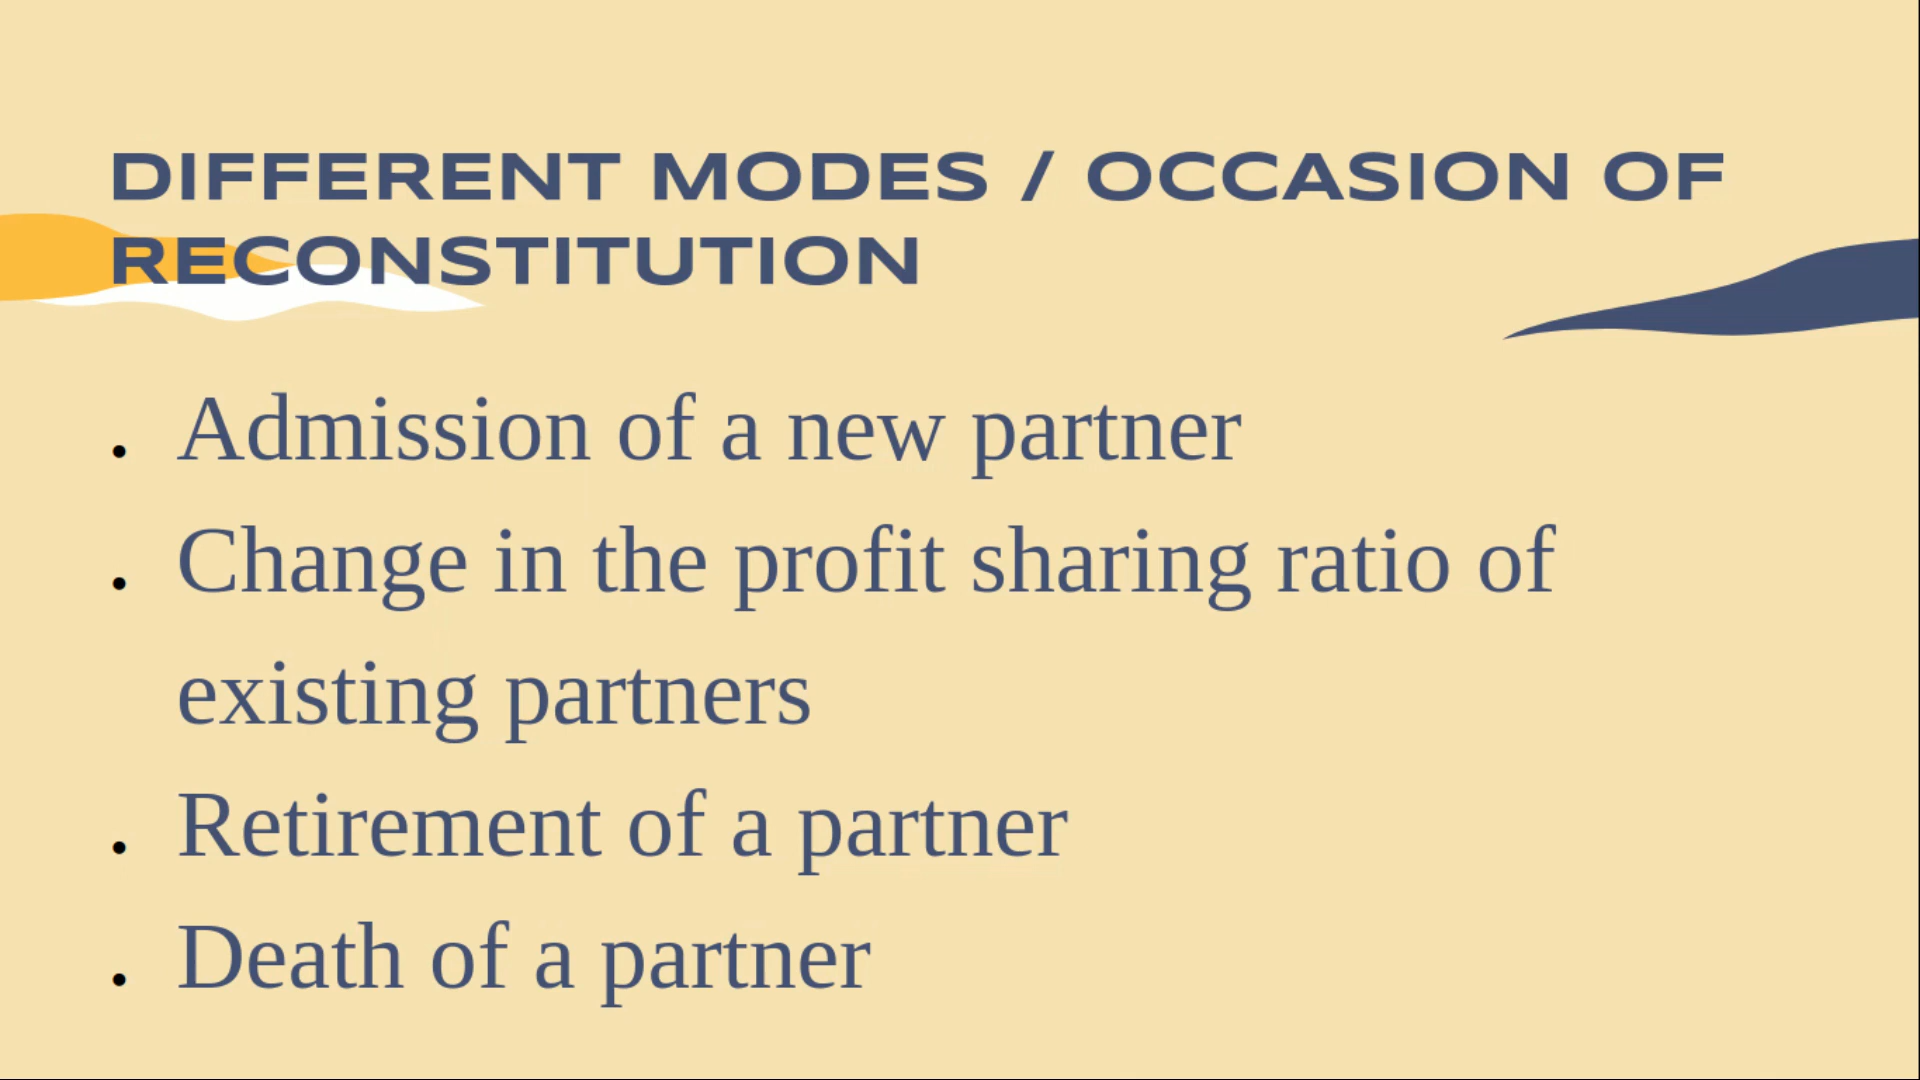 DIFFERENT MODES / OCCASION OF
RECONSTITUTION
• Admission of a new partner
• Change in the profit sharing ratio of
existing partners
• Retirement of a partner
• Death of a partner